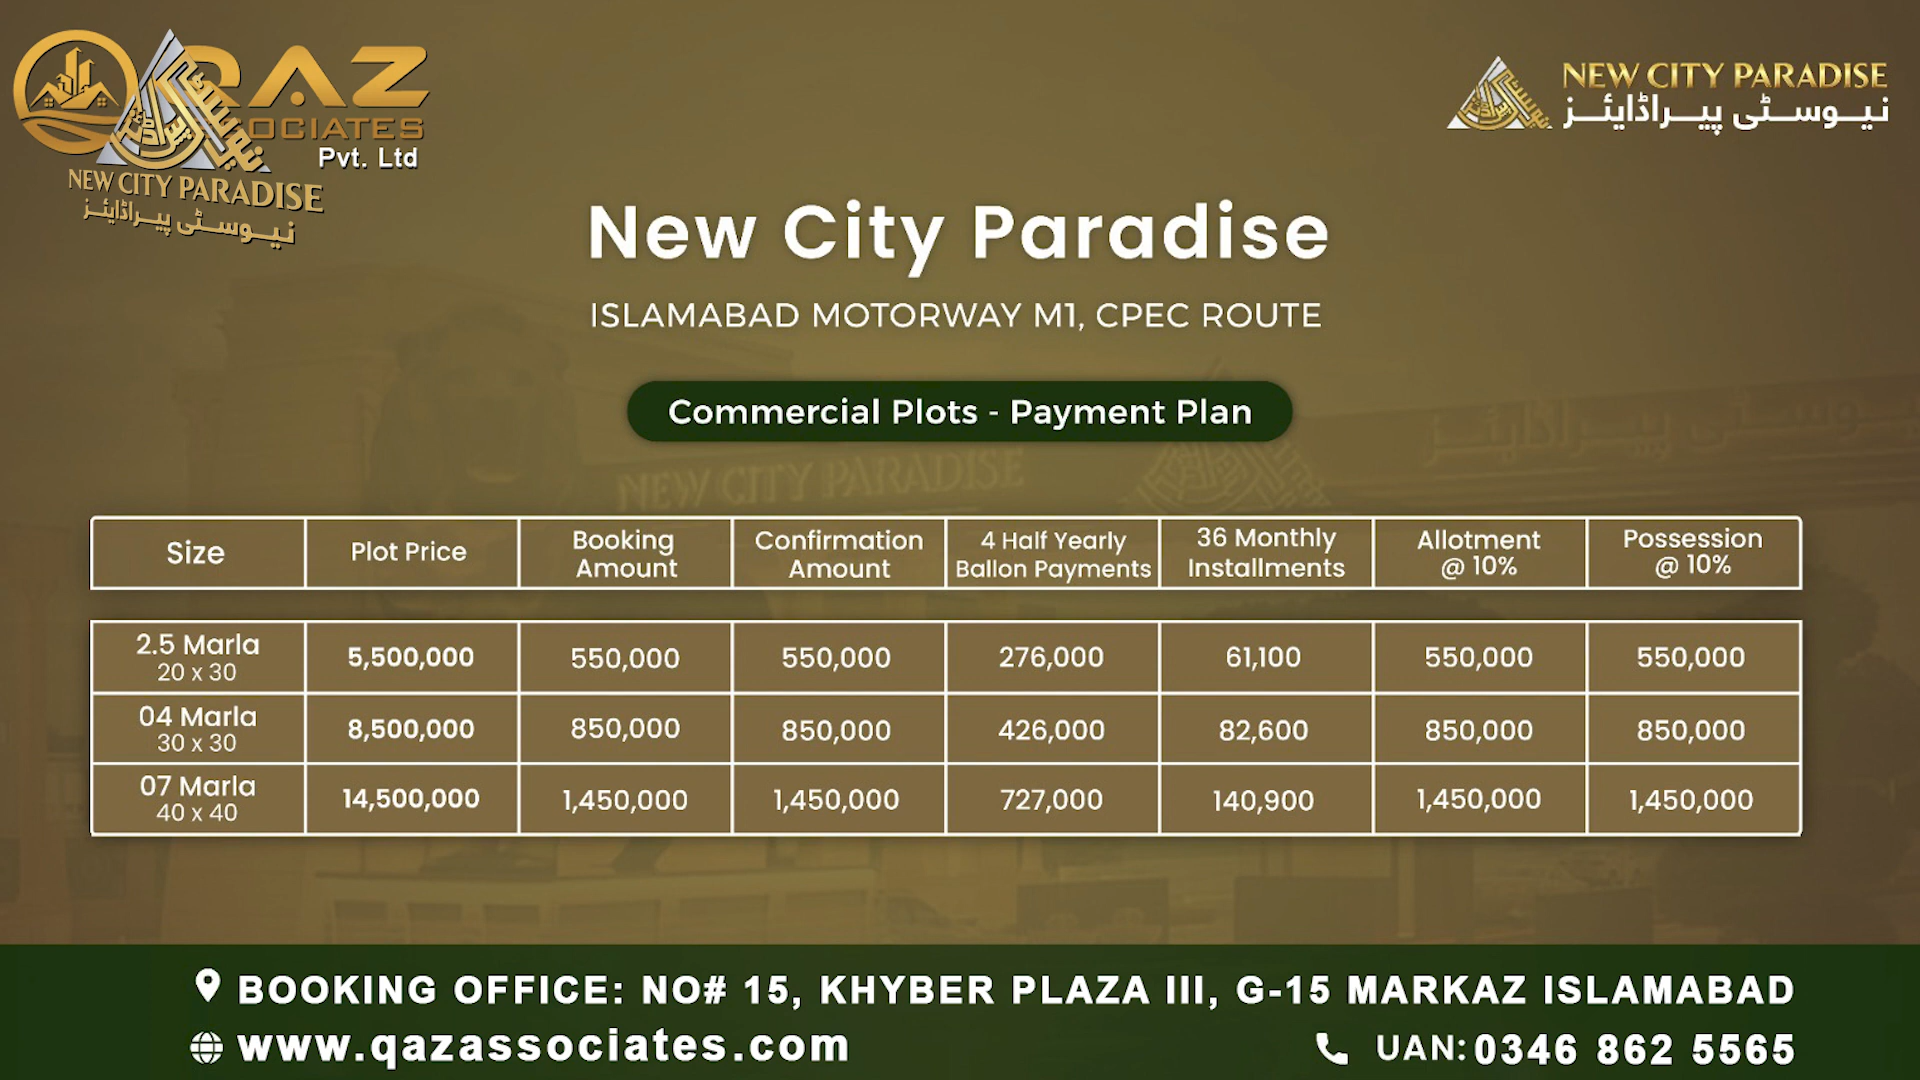 QAZ
ASSOCIATES
Pvt. Ltd
NEW CITY PARADISE
نیوسٹی پیراڈائیز
NEW CITY PARADISE
نیوسٹی پیراڈائیز
New City Paradise
ISLAMABAD MOTORWAY M1, CPEC ROUTE
Commercial Plots - Payment Plan
NEW CITY PARADISE
نیوسٹی پیراڈائیز
Size Plot Price Booking Amount Confirmation Amount 4 Half Yearly Ballon Payments 36 Monthly Installments Allotment @ 10% Possession @ 10%
2.5 Marla 20 x 30 5,500,000 550,000 550,000 276,000 61,100 550,000 550,000
04 Marla 30 x 30 8,500,000 850,000 850,000 426,000 82,600 850,000 850,000
07 Marla 40 x 40 14,500,000 1,450,000 1,450,000 727,000 140,900 1,450,000 1,450,000
BOOKING OFFICE: NO# 15, KHYBER PLAZA III, G-15 MARKAZ ISLAMABAD
www.qazassociates.com
UAN: 0346 862 5565